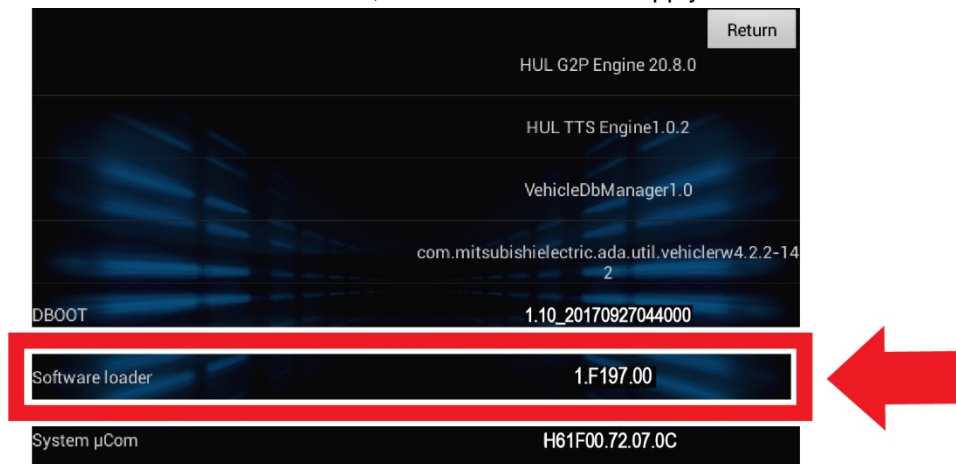 Return
HUL G2P Engine 20.8.0
HUL TTS Engine1.0.2
VehicleDbManager1.0
com.mitsubishielectric.ada.util.vehiclerw4.2.2-14
2
DBOOT 1.10_20170927044000
Software loader 1.F197.00
System µCom H61F00.72.07.0C